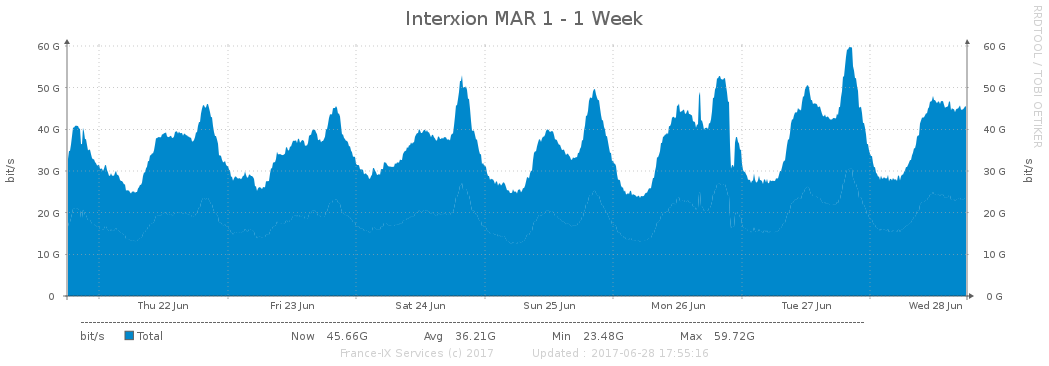 Interxion MAR 1 - 1 Week
RRDTOOL / TOBI OETIKER
60 G 60 G
50 G 50 G
40 G 40 G
30 G 30 G
20 G 20 G
10 G 10 G
0 0 G
bit/s bit/s
Thu 22 Jun Fri 23 Jun Sat 24 Jun Sun 25 Jun Mon 26 Jun Tue 27 Jun Wed 28 Jun
bit/s Total Now 45.66G Avg 36.21G Min 23.48G Max 59.72G
France-IX Services (c) 2017 Updated : 2017-06-28 17:55:16